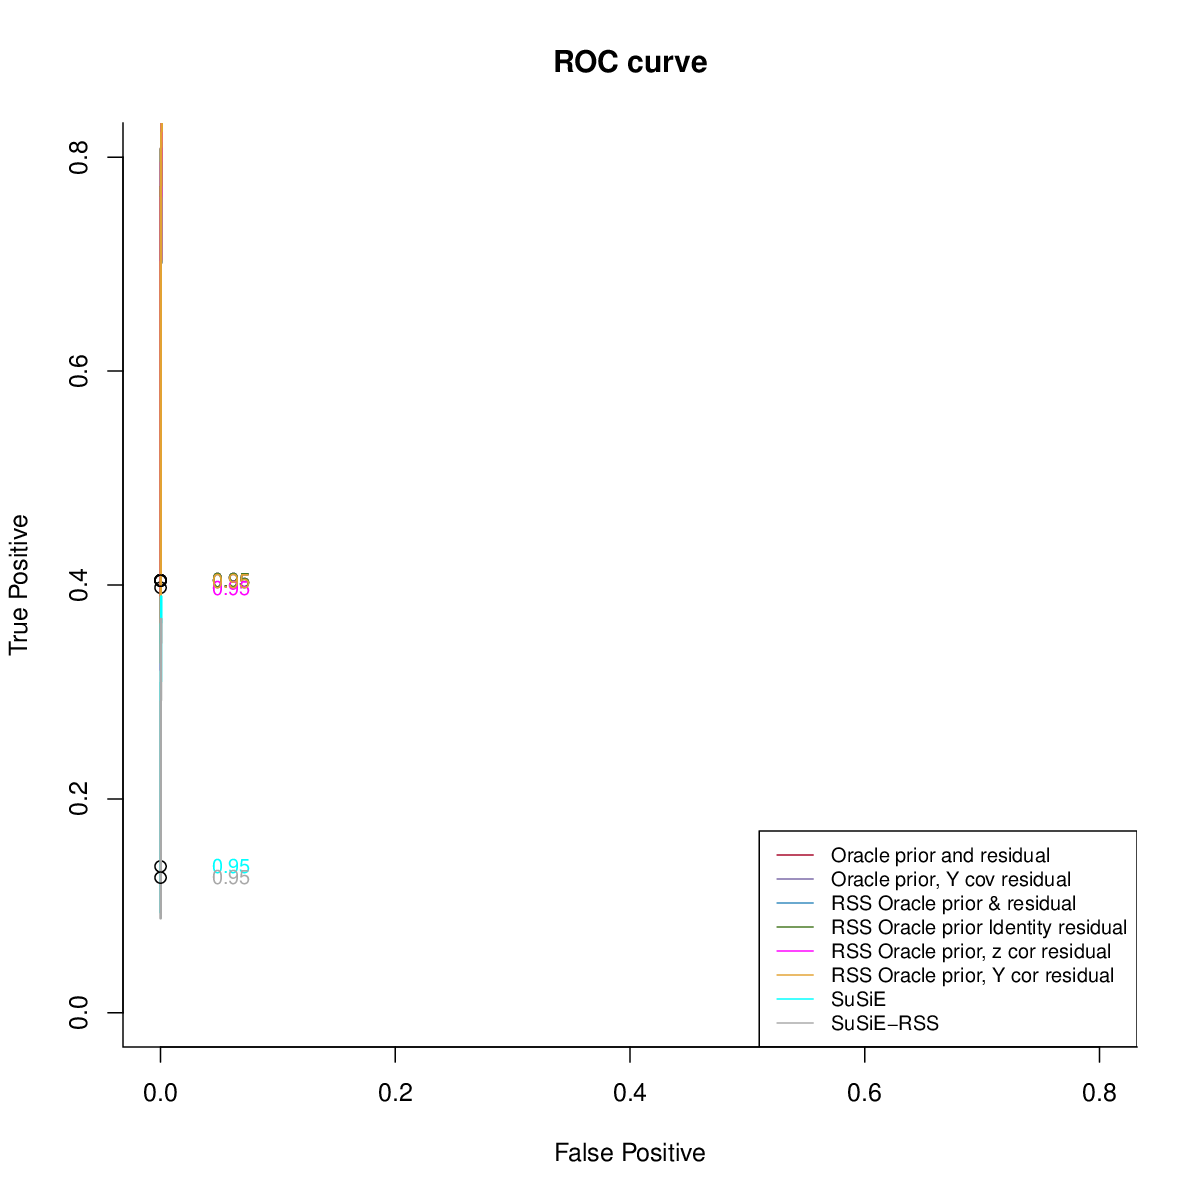 ROC curve
True Positive
0.8
0.6
0.4
0.2
0.0
0.95
0.95
0.95
0.95
Oracle prior and residual
Oracle prior, Y cov residual
RSS Oracle prior & residual
RSS Oracle prior Identity residual
RSS Oracle prior, z cor residual
RSS Oracle prior, Y cor residual
SuSiE
SuSiE−RSS
0.0 0.2 0.4 0.6 0.8
False Positive